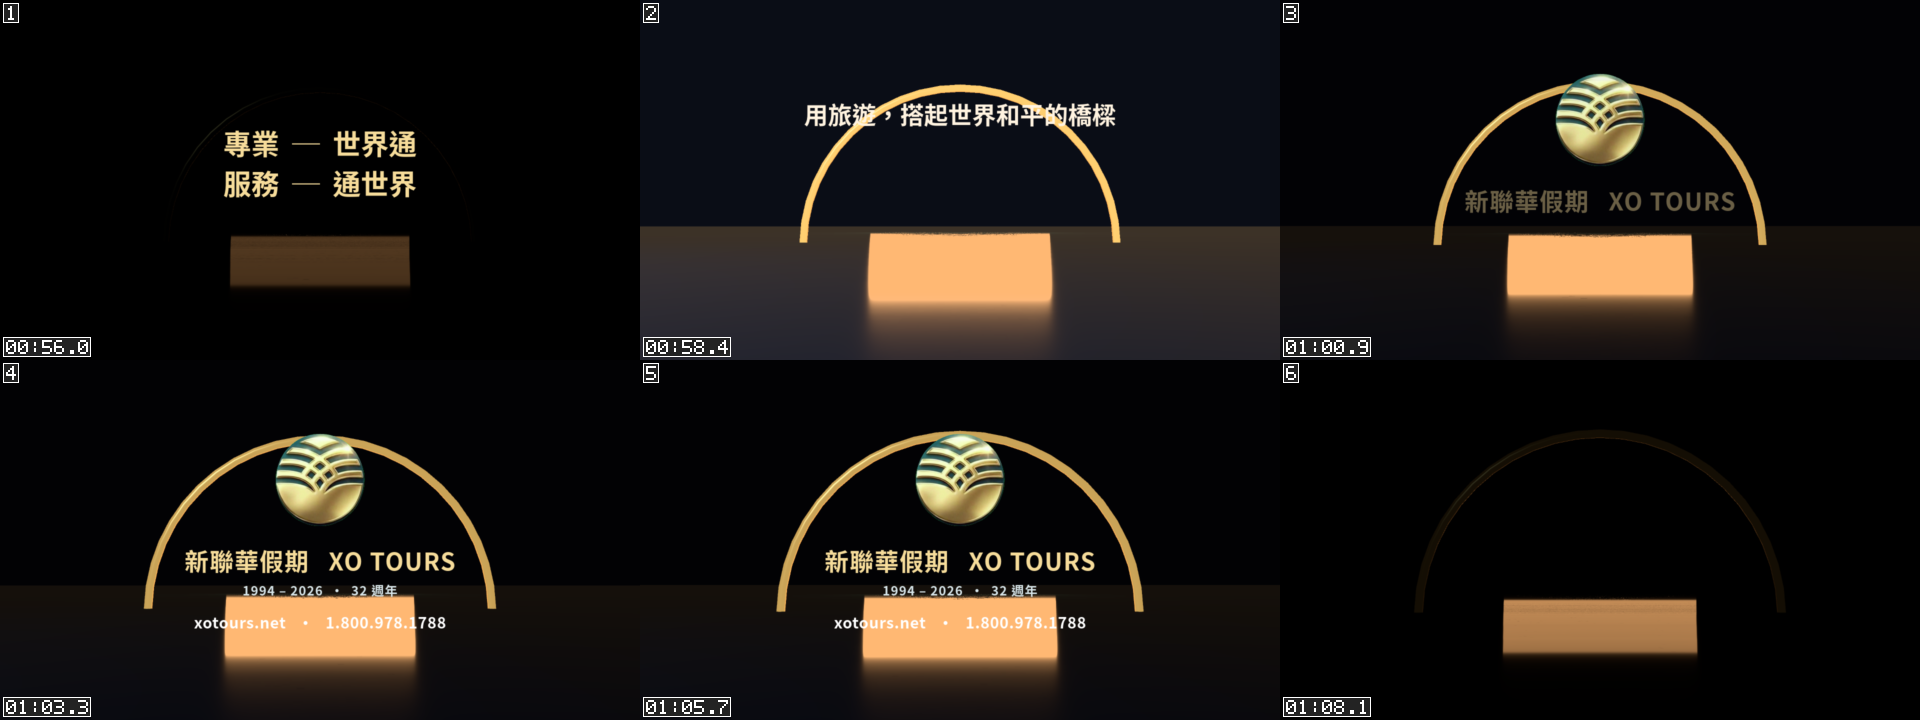 1
專業 — 世界通
服務 — 通世界
00:56.0
2
用旅遊，搭起世界和平的橋樑
00:58.4
3
新聯華假期 XO TOURS
01:00.9
4
新聯華假期 XO TOURS
1994 – 2026 • 32 週年
xotours.net • 1.800.978.1788
01:03.3
5
新聯華假期 XO TOURS
1994 – 2026 • 32 週年
xotours.net • 1.800.978.1788
01:05.7
6
01:08.1